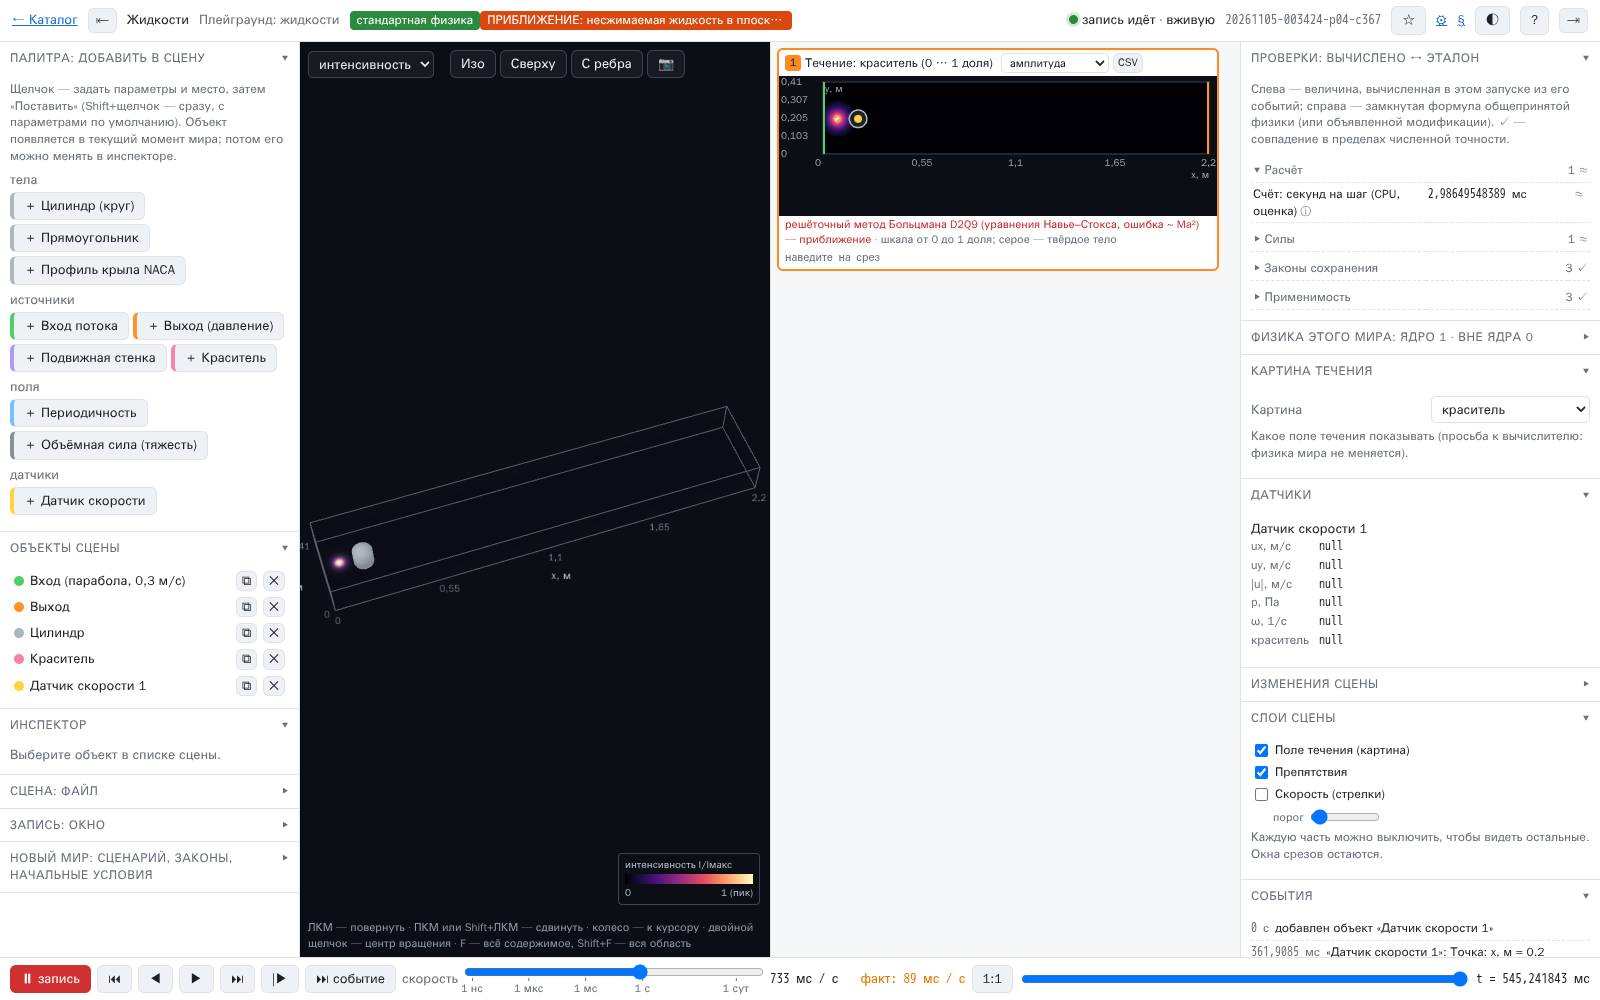 ← Каталог ⇤ Жидкости Плейграунд: жидкости стандартная физика ПРИБЛИЖЕНИЕ: несжимаемая жидкость в плоск··· запись идёт · вживую 20261105-003424-p04-c367 ☆ ⚙ § ◐ ? ⇥
ПАЛИТРА: ДОБАВИТЬ В СЦЕНУ
Щелчок — задать параметры и место, затем
«Поставить» (Shift+щелчок — сразу, с
параметрами по умолчанию). Объект
появляется в текущий момент мира; потом его
можно менять в инспекторе.
тела
+ Цилиндр (круг)
+ Прямоугольник
+ Профиль крыла NACA
источники
+ Вход потока + Выход (давление)
+ Подвижная стенка + Краситель
поля
+ Периодичность
+ Объёмная сила (тяжесть)
датчики
+ Датчик скорости
ОБЪЕКТЫ СЦЕНЫ
Вход (парабола, 0,3 м/с)
Выход
Цилиндр
Краситель
Датчик скорости 1
ИНСПЕКТОР
Выберите объект в списке сцены.
СЦЕНА: ФАЙЛ
ЗАПИСЬ: ОКНО
НОВЫЙ МИР: СЦЕНАРИЙ, ЗАКОНЫ,
НАЧАЛЬНЫЕ УСЛОВИЯ
интенсивность Изо Сверху С ребра
41
м
0
0
0,55
1,1
x, м
1,65
2,2
интенсивность I/Iмакс
0 1 (пик)
ЛКМ — повернуть · ПКМ или Shift+ЛКМ — сдвинуть · колесо — к курсору · двойной
щелчок — центр вращения · F — всё содержимое, Shift+F — вся область
1 Течение: краситель (0 ··· 1 доля) амплитуда CSV
0,41
y, м
0,307
0,205
0,103
0
0 0,55 1,1 1,65 2,2
x, м
решёточный метод Больцмана D2Q9 (уравнения Навье—Стокса, ошибка ~ Ma²)
— приближение · шкала от 0 до 1 доля; серое — твёрдое тело
наведите на срез
ПРОВЕРКИ: ВЫЧИСЛЕНО ↔ ЭТАЛОН
Слева — величина, вычисленная в этом запуске из его
событий; справа — замкнутая формула общепринятой
физики (или объявленной модификации). ✓ —
совпадение в пределах численной точности.
Расчёт 1 ≈
Счёт: секунд на шаг (CPU, 2,98649548389 мс ≈
оценка) ⓘ
Силы 1 ≈
Законы сохранения 3 ✓
Применимость 3 ✓
ФИЗИКА ЭТОГО МИРА: ЯДРО 1 · ВНЕ ЯДРА 0
КАРТИНА ТЕЧЕНИЯ
Картина краситель
Какое поле течения показывать (просьба к вычислителю:
физика мира не меняется).
ДАТЧИКИ
Датчик скорости 1
ux, м/с null
uy, м/с null
|u|, м/с null
p, Па null
ω, 1/с null
краситель null
ИЗМЕНЕНИЯ СЦЕНЫ
СЛОИ СЦЕНЫ
Поле течения (картина)
Препятствия
Скорость (стрелки)
порог
Каждую часть можно выключить, чтобы видеть остальные.
Окна срезов остаются.
СОБЫТИЯ
0 с добавлен объект «Датчик скорости 1»
361,9085 мс «Датчик скорости 1»: Точка: x, м = 0.2
запись событие скорость 733 мс / с факт: 89 мс / с 1:1 t = 545,241843 мс
1 нс 1 мкс 1 мс 1 с 1 сут